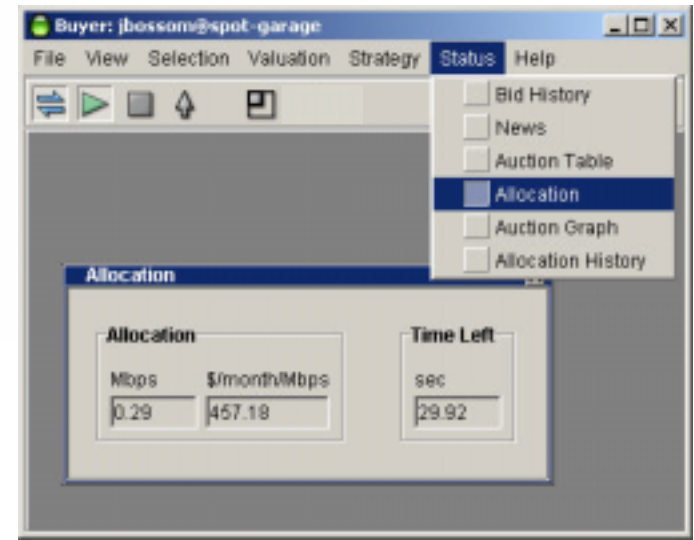 Buyer: jbossom@spot-garage
File View Selection Valuation Strategy Status Help
Bid History
News
Auction Table
Allocation
Auction Graph
Allocation History
Allocation
Allocation
Time Left
Mbps $/month/Mbps sec
0.29 457.18 29.92